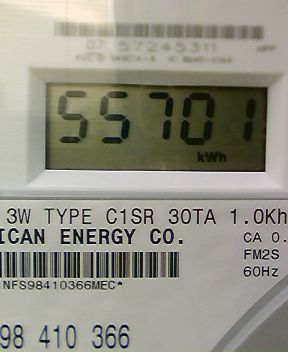 07 57245311
55701
kWh
3W TYPE C1SR 30TA 1.0Kh
ICAN ENERGY CO.
CA 0.
FM2S
60Hz
NFS98410366MEC*
98 410 366